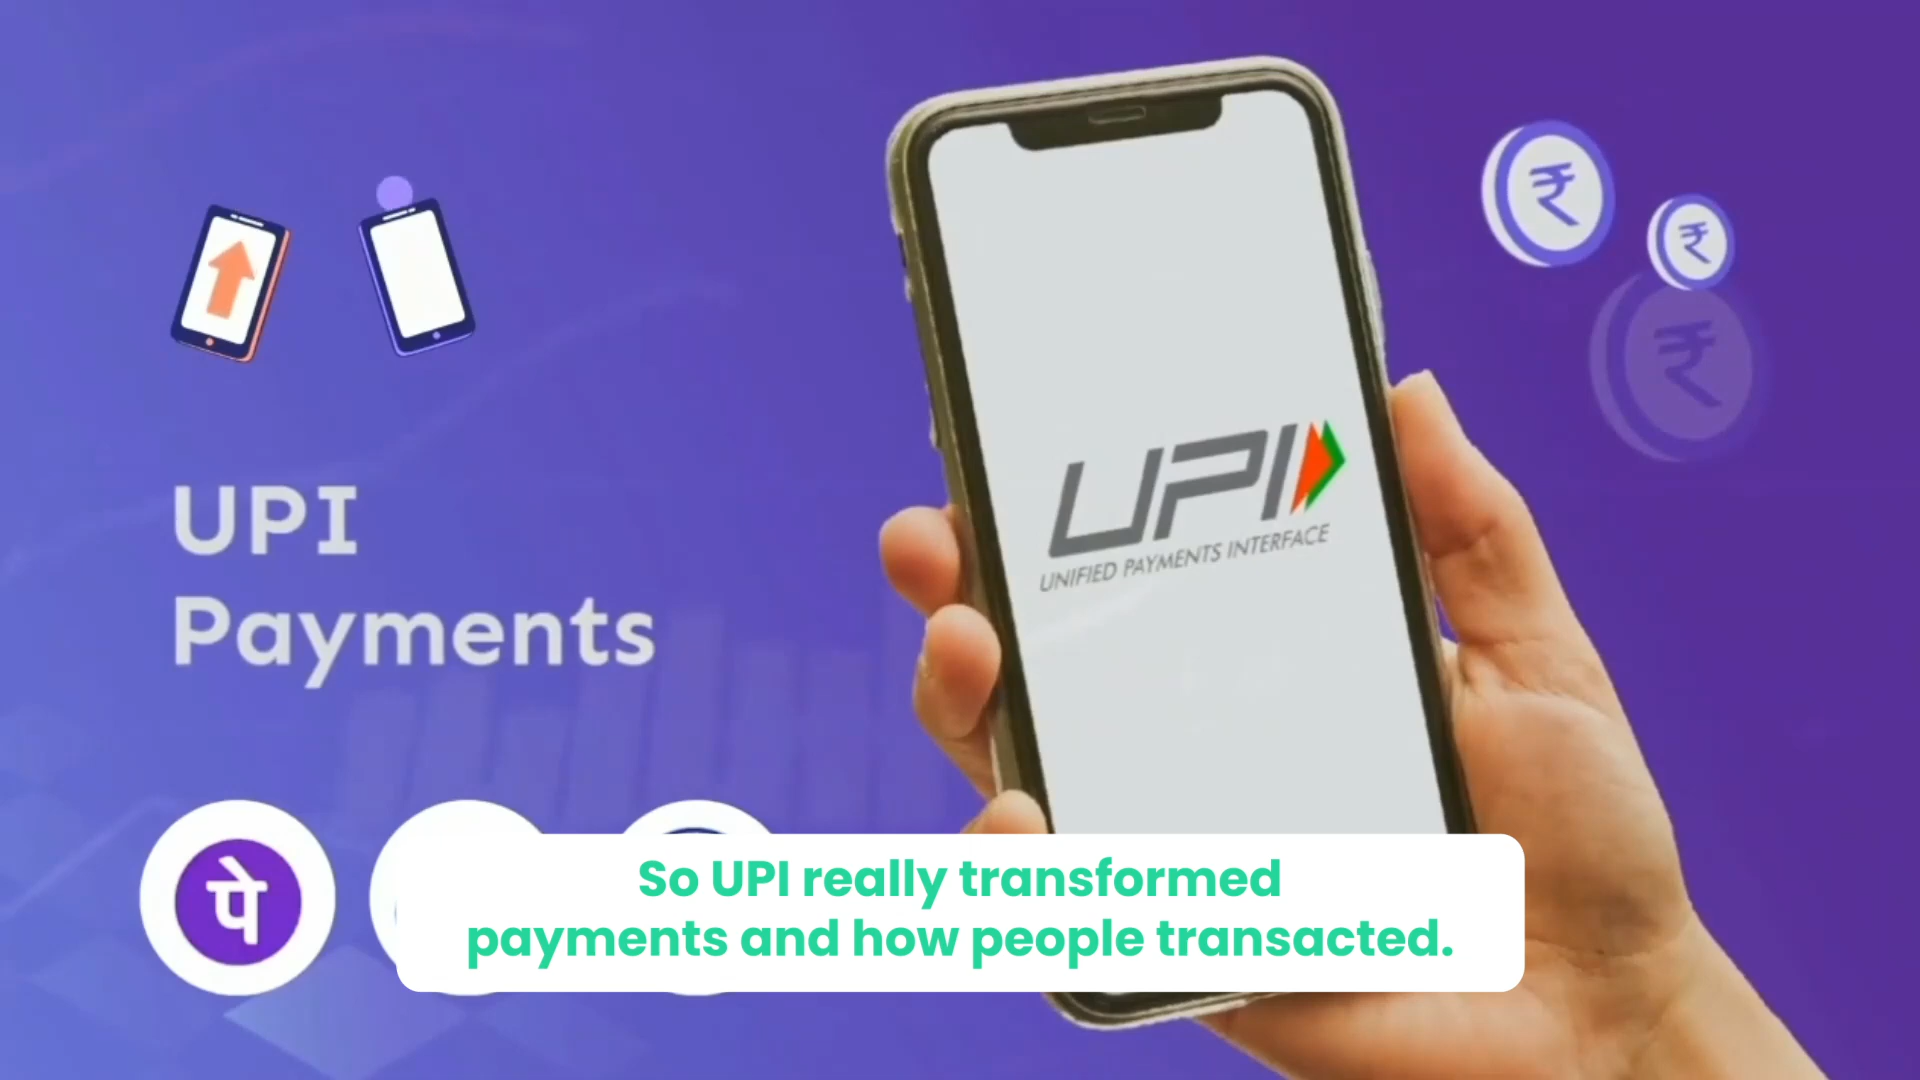 ₹
₹
₹
UPI
UNIFIED PAYMENTS INTERFACE
UPI
Payments
पे
So UPI really transformed
payments and how people transacted.